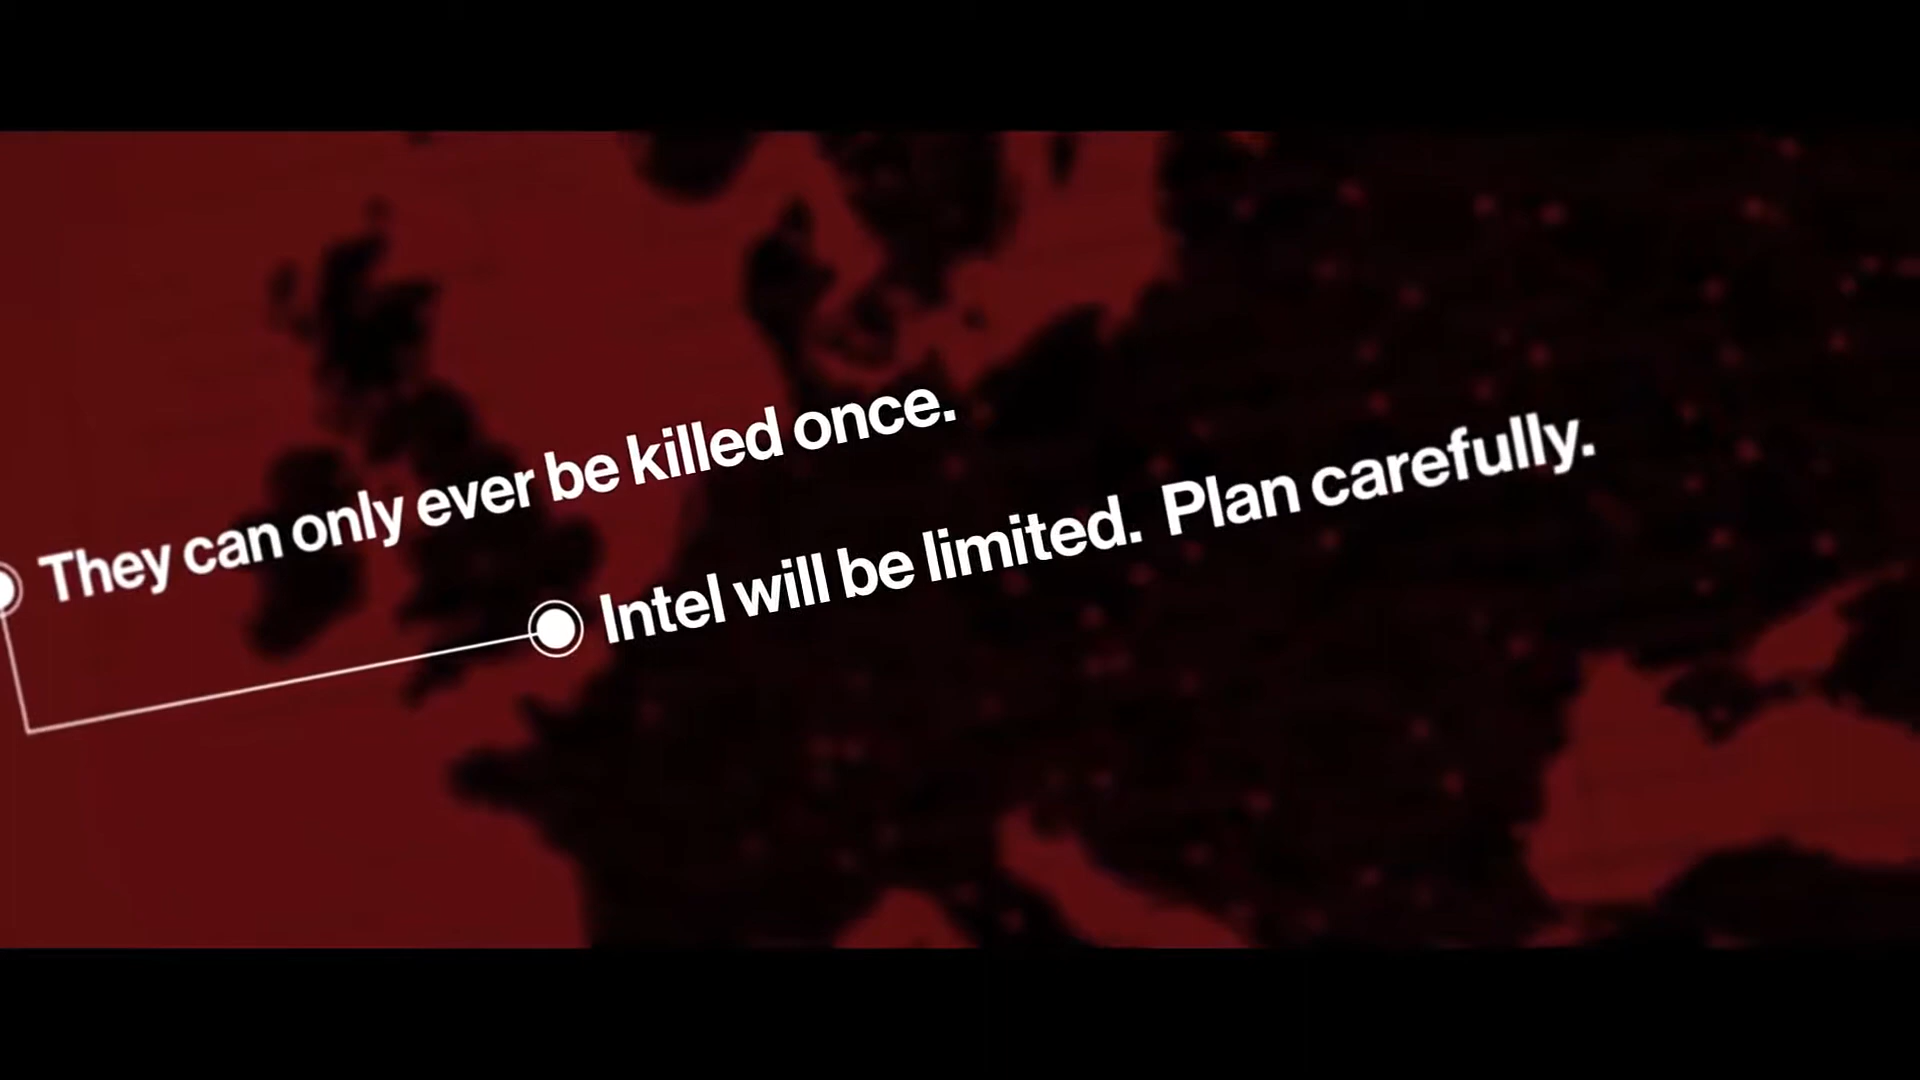 They can only ever be killed once.
Intel will be limited. Plan carefully.